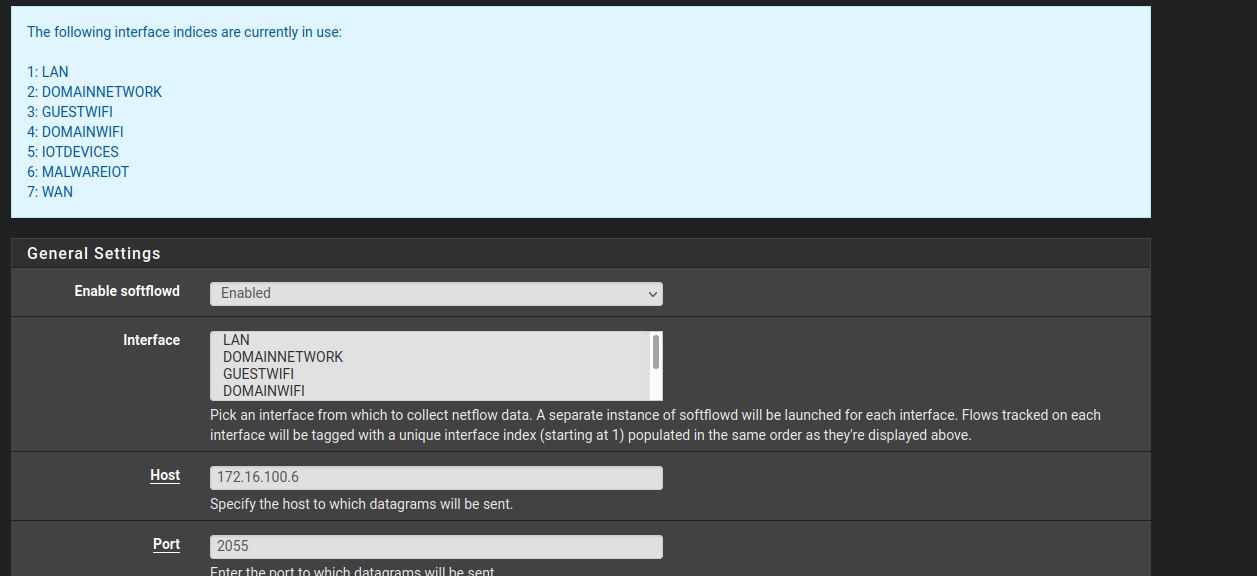 The following interface indices are currently in use:
1: LAN
2: DOMAINNETWORK
3: GUESTWIFI
4: DOMAINWIFI
5: IOTDEVICES
6: MALWAREIOT
7: WAN
General Settings
Enable softflowd
Enabled
Interface
LAN
DOMAINNETWORK
GUESTWIFI
DOMAINWIFI
Pick an interface from which to collect netflow data. A separate instance of softflowd will be launched for each interface. Flows tracked on each
interface will be tagged with a unique interface index (starting at 1) populated in the same order as they're displayed above.
Host
172.16.100.6
Specify the host to which datagrams will be sent.
Port
2055
Enter the port to which datagrams will be sent